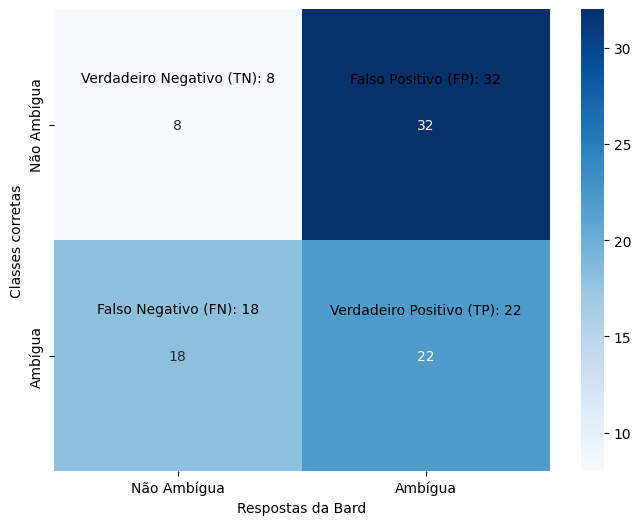 Verdadeiro Negativo (TN): 8
Falso Positivo (FP): 32
8
32
Falso Negativo (FN): 18
Verdadeiro Positivo (TP): 22
18
22
Classes corretas
Não Ambígua
Ambígua
Não Ambígua
Ambígua
Respostas da Bard
30
25
20
15
10